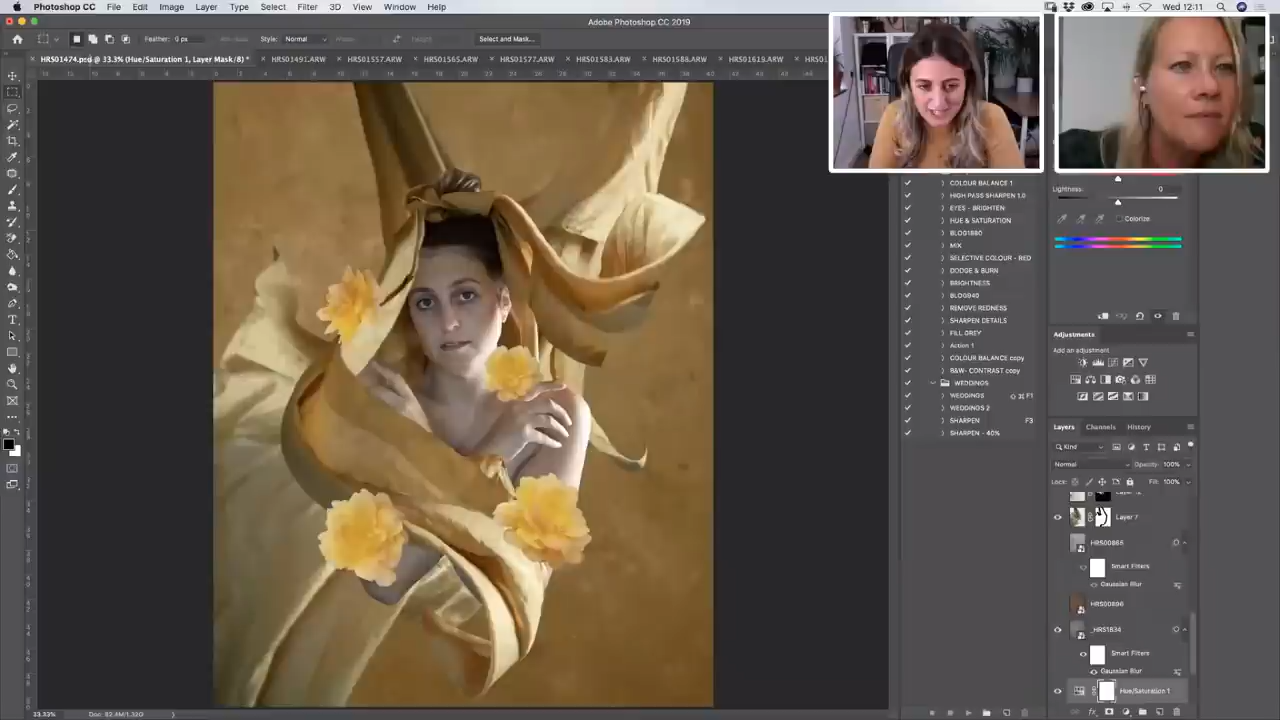 Photoshop CC File Edit Image Layer Type Select Filter 3D View Window Help
Wed 12:11
Adobe Photoshop CC 2019
Feather: 0 px
Style: Normal
Select and Mask...
HRS01474.psd @ 33.3% (Hue/Saturation 1, Layer Mask/8) *
HRS01491.ARW
HRS01557.ARW
HRS01565.ARW
HRS01577.ARW
HRS01583.ARW
HRS01588.ARW
HRS01619.ARW
COLOUR BALANCE 1
HIGH PASS SHARPEN 1.0
EYES - BRIGHTEN
HUE & SATURATION
BLOG1880
MIX
SELECTIVE COLOUR - RED
DODGE & BURN
BRIGHTNESS
BLOG940
REMOVE REDNESS
SHARPEN DETAILS
FILL GREY
Action 1
COLOUR BALANCE copy
B&W- CONTRAST copy
WEDDINGS
WEDDINGS F1
WEDDINGS 2
SHARPEN F3
SHARPEN - 40%
Lightness: 0
Colorize
Adjustments
Add an adjustment
Layers Channels History
Kind
Normal Opacity: 100%
Lock: Fill: 100%
Layer 7
HRS00865
Smart Filters
Gaussian Blur
HRS00896
_HRS1834
Smart Filters
Gaussian Blur
Hue/Saturation 1
33.33%